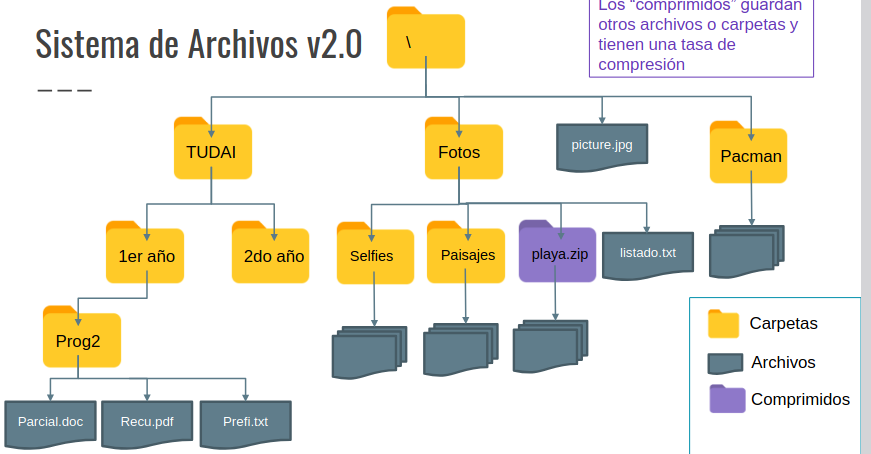 Los “comprimidos” guardan
otros archivos o carpetas y
tienen una tasa de
compresión
Sistema de Archivos v2.0
\
TUDAI
Fotos
picture.jpg
Pacman
1er año
2do año
Selfies
Paisajes
playa.zip
listado.txt
Prog2
Carpetas
Archivos
Comprimidos
Parcial.doc
Recu.pdf
Prefi.txt